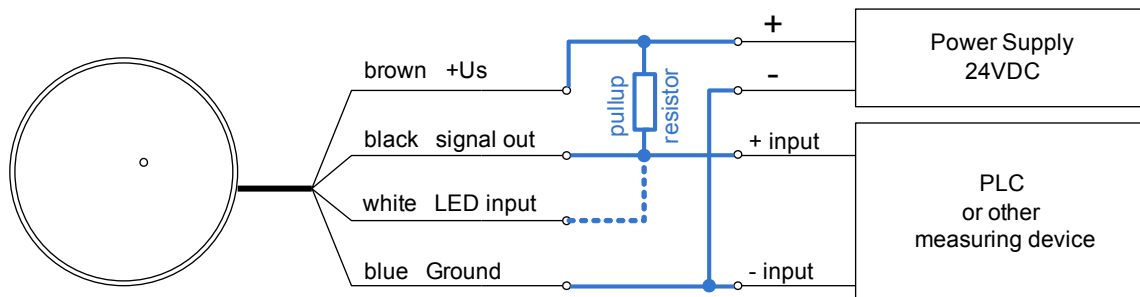 brown +Us
black signal out
white LED input
blue Ground
pullup
resistor
+
-
+ input
- input
Power Supply
24VDC
PLC
or other
measuring device